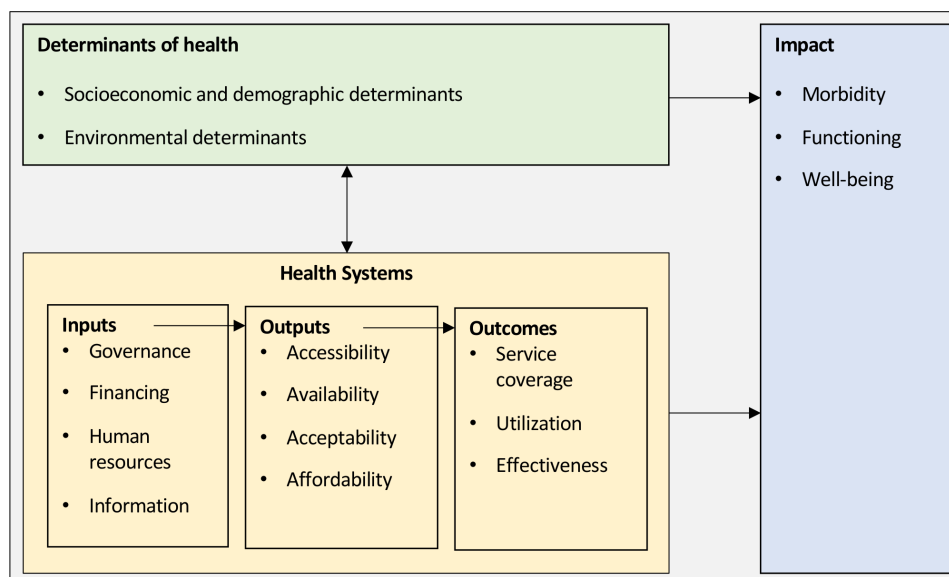 Determinants of health
• Socioeconomic and demographic determinants
• Environmental determinants
Impact
• Morbidity
• Functioning
• Well-being
Health Systems
Inputs
• Governance
• Financing
• Human
resources
• Information
Outputs
• Accessibility
• Availability
• Acceptability
• Affordability
Outcomes
• Service
coverage
• Utilization
• Effectiveness